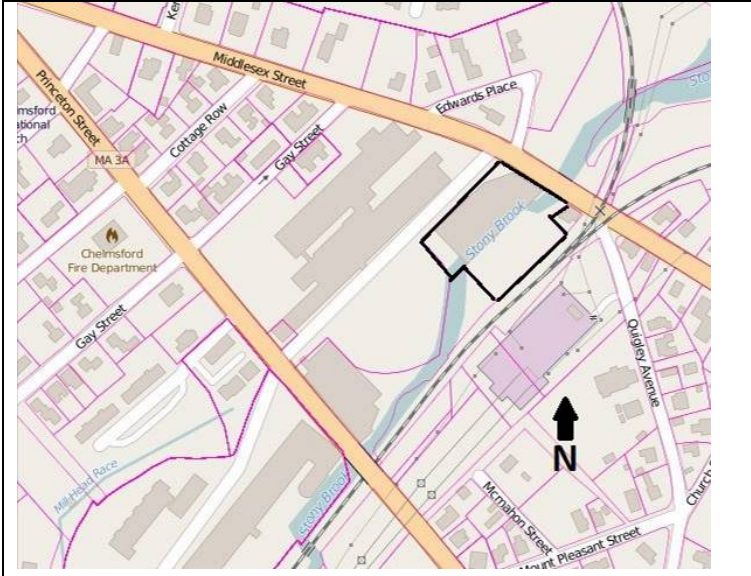 Middlesex Street
Princeton Street
MA 3A
Cottage Row
Gay Street
Edwards Place
Chelmsford
Fire Department
Gay Street
Stony Brook
Quigley Avenue
Mill Head Race
Stony Brook
N
Mcmahon Street
Mount Pleasant Street